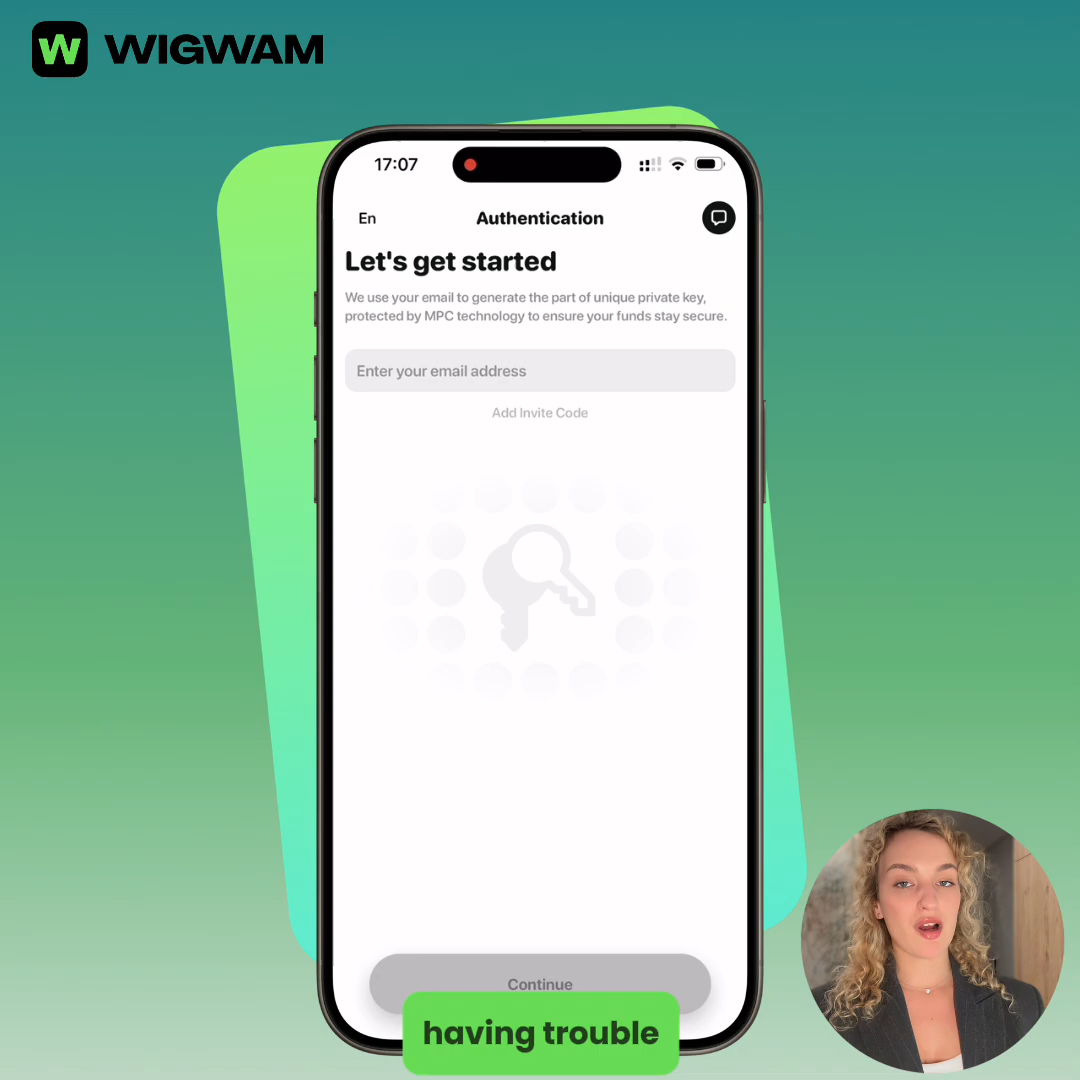 W WIGWAM
17:07
En
Authentication
Let's get started
We use your email to generate the part of unique private key,
protected by MPC technology to ensure your funds stay secure.
Enter your email address
Add Invite Code
Continue
having trouble